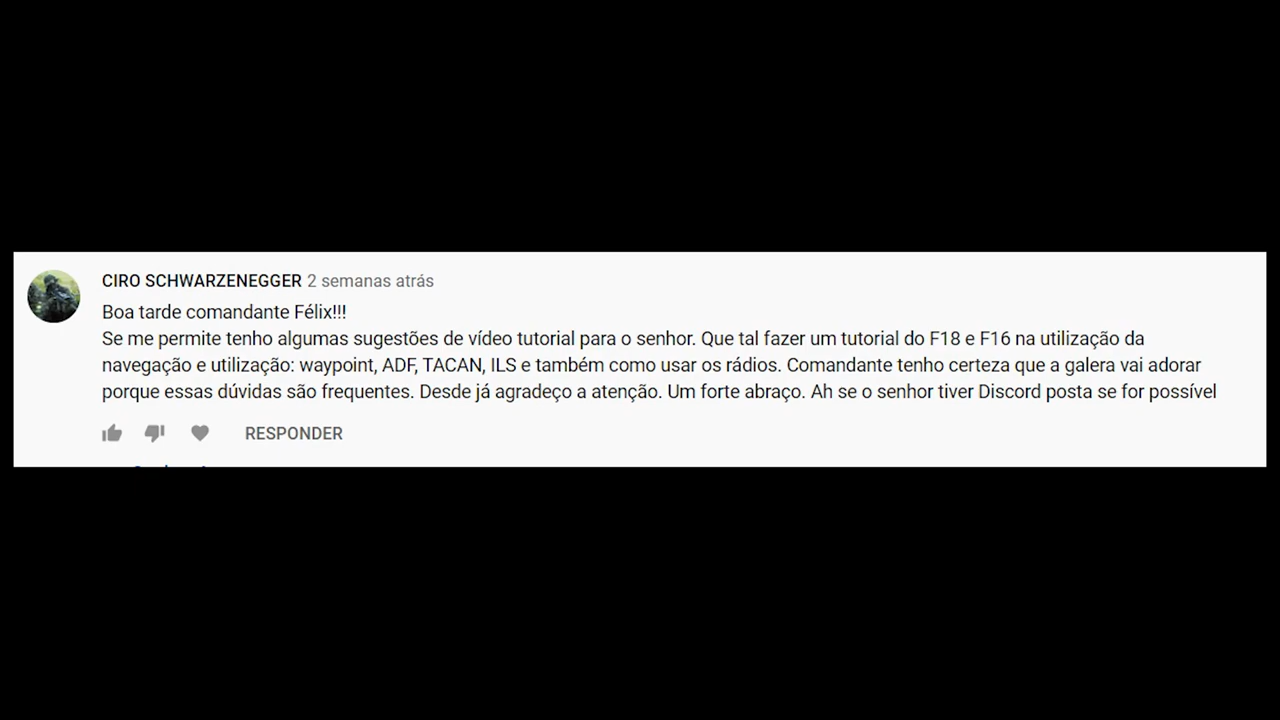 CIRO SCHWARZENEGGER 2 semanas atrás
Boa tarde comandante Félix!!!
Se me permite tenho algumas sugestões de vídeo tutorial para o senhor. Que tal fazer um tutorial do F18 e F16 na utilização da
navegação e utilização: waypoint, ADF, TACAN, ILS e também como usar os rádios. Comandante tenho certeza que a galera vai adorar
porque essas dúvidas são frequentes. Desde já agradeço a atenção. Um forte abraço. Ah se o senhor tiver Discord posta se for possível
RESPONDER